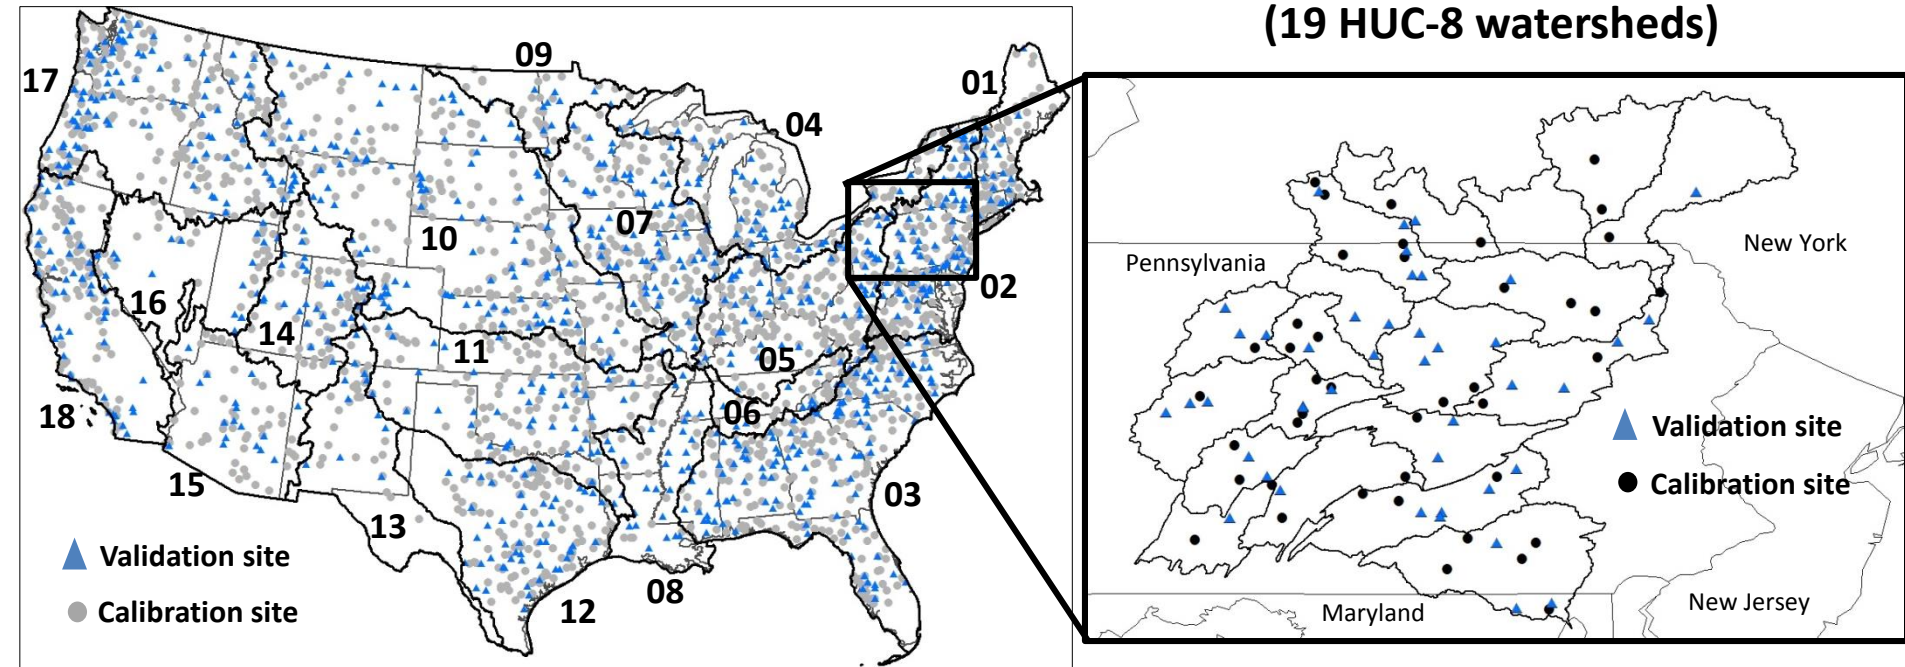 (19 HUC-8 watersheds)
09
17
01
04
07
10
02
16
14
11
05
06
18
15
03
13
08
12
Validation site
Calibration site
New York
Pennsylvania
Validation site
Calibration site
Maryland
New Jersey